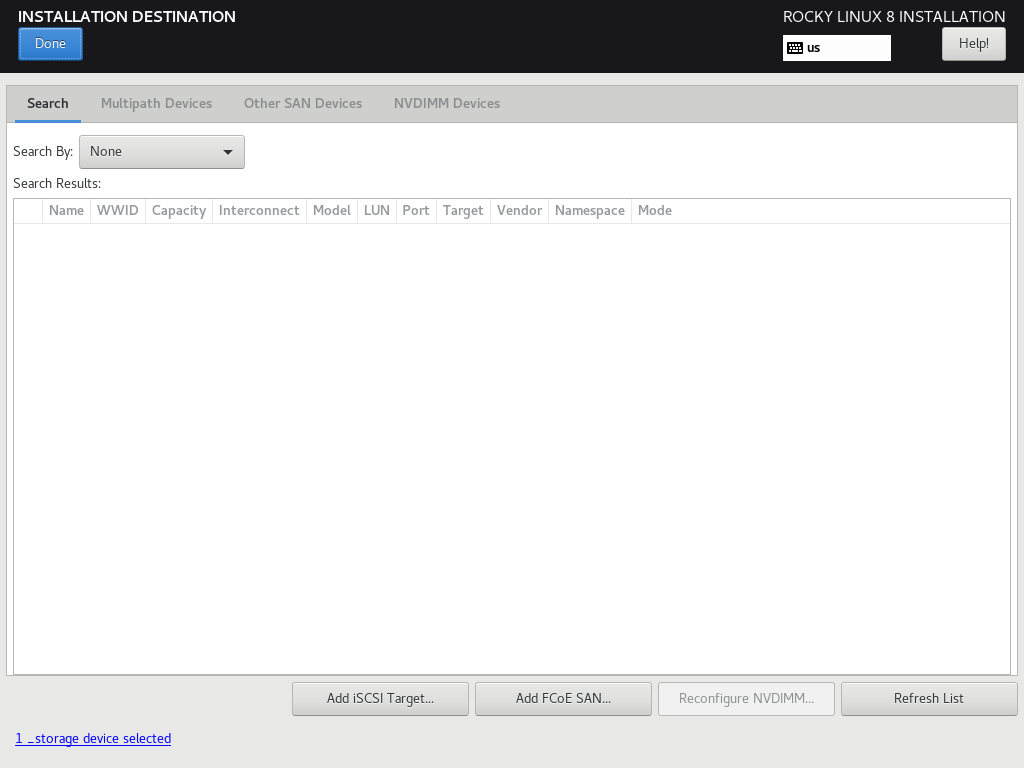 INSTALLATION DESTINATION
ROCKY LINUX 8 INSTALLATION
Done
us
Help!
Search Multipath Devices Other SAN Devices NVDIMM Devices
Search By: None
Search Results:
Name WWID Capacity Interconnect Model LUN Port Target Vendor Namespace Mode
Add iSCSI Target... Add FCoE SAN... Reconfigure NVDIMM... Refresh List
1 _storage device selected